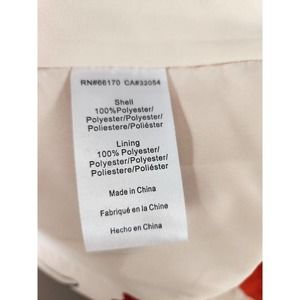 RN#66170 CA#33054
Shell
100%Polyester/
Polyester/Polyester/
Poliestere/Poliéster
Lining
100% Polyester/
Polyester/Polyester/
Poliestere/Poliéster
Made in China
Fabriqué en la Chine
Hecho en China